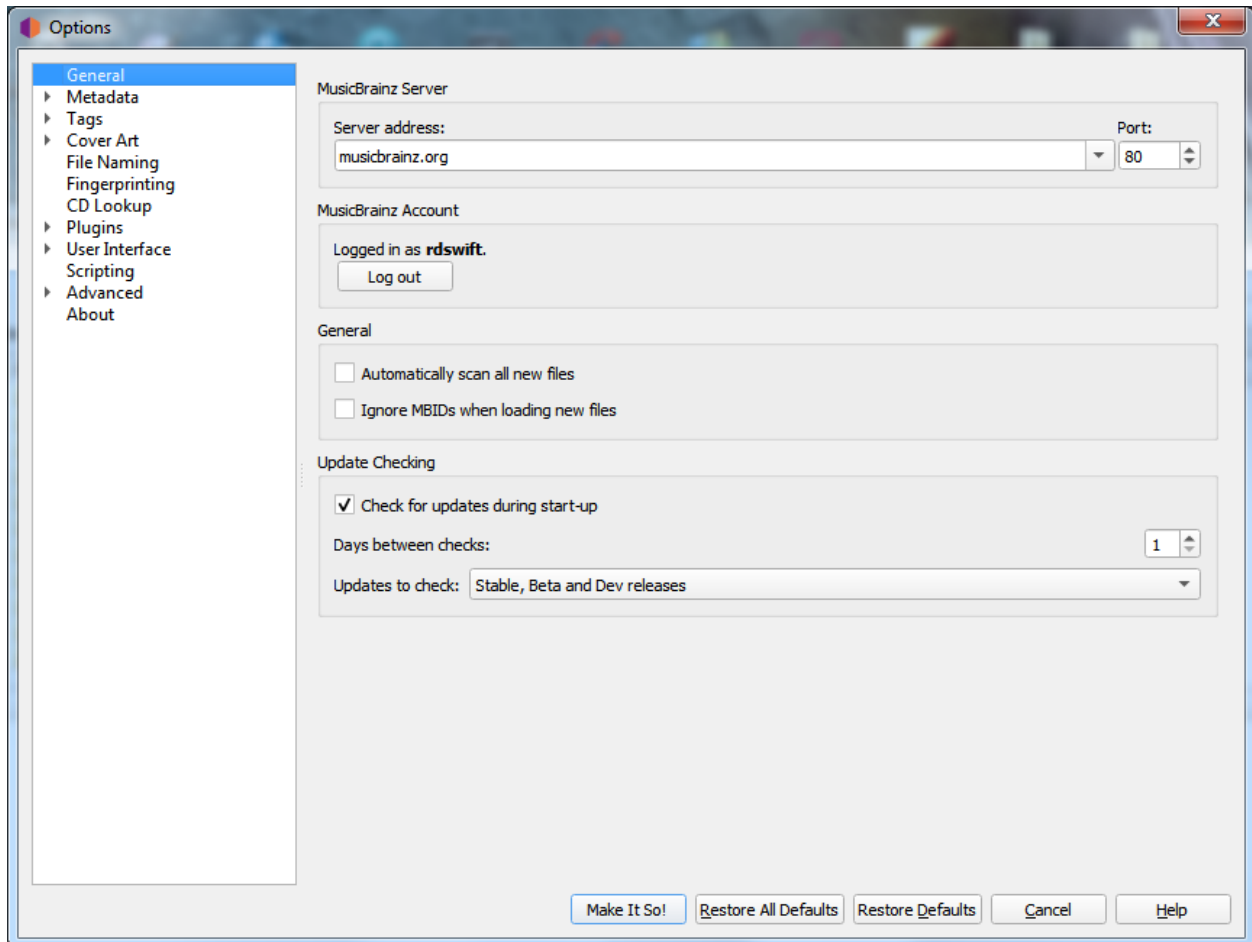 Options
General
Metadata
Tags
Cover Art
File Naming
Fingerprinting
CD Lookup
Plugins
User Interface
Scripting
Advanced
About
MusicBrainz Server
Server address: Port:
musicbrainz.org 80
MusicBrainz Account
Logged in as rdswift.
Log out
General
Automatically scan all new files
Ignore MBIDs when loading new files
Update Checking
Check for updates during start-up
Days between checks: 1
Updates to check: Stable, Beta and Dev releases
Make It So! Restore All Defaults Restore Defaults Cancel Help